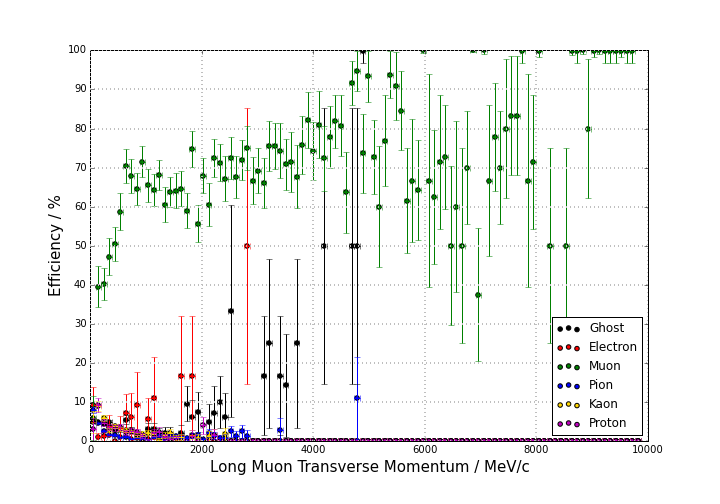 100
90
80
70
60
50
40
30
20
10
0
Efficiency / %
0 2000 4000 6000 8000 10000
Long Muon Transverse Momentum / MeV/c
Ghost
Electron
Muon
Pion
Kaon
Proton